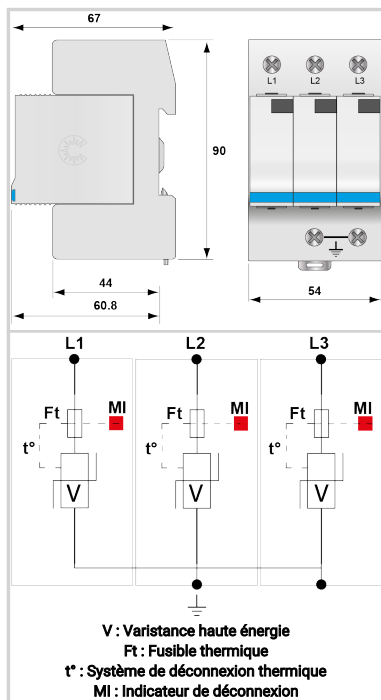 67
L1 L2 L3
90
44
60.8
54
L1 L2 L3
Ft MI Ft MI Ft MI
t° t° t°
V V V
V : Varistance haute énergie
Ft : Fusible thermique
t° : Système de déconnexion thermique
MI : Indicateur de déconnexion